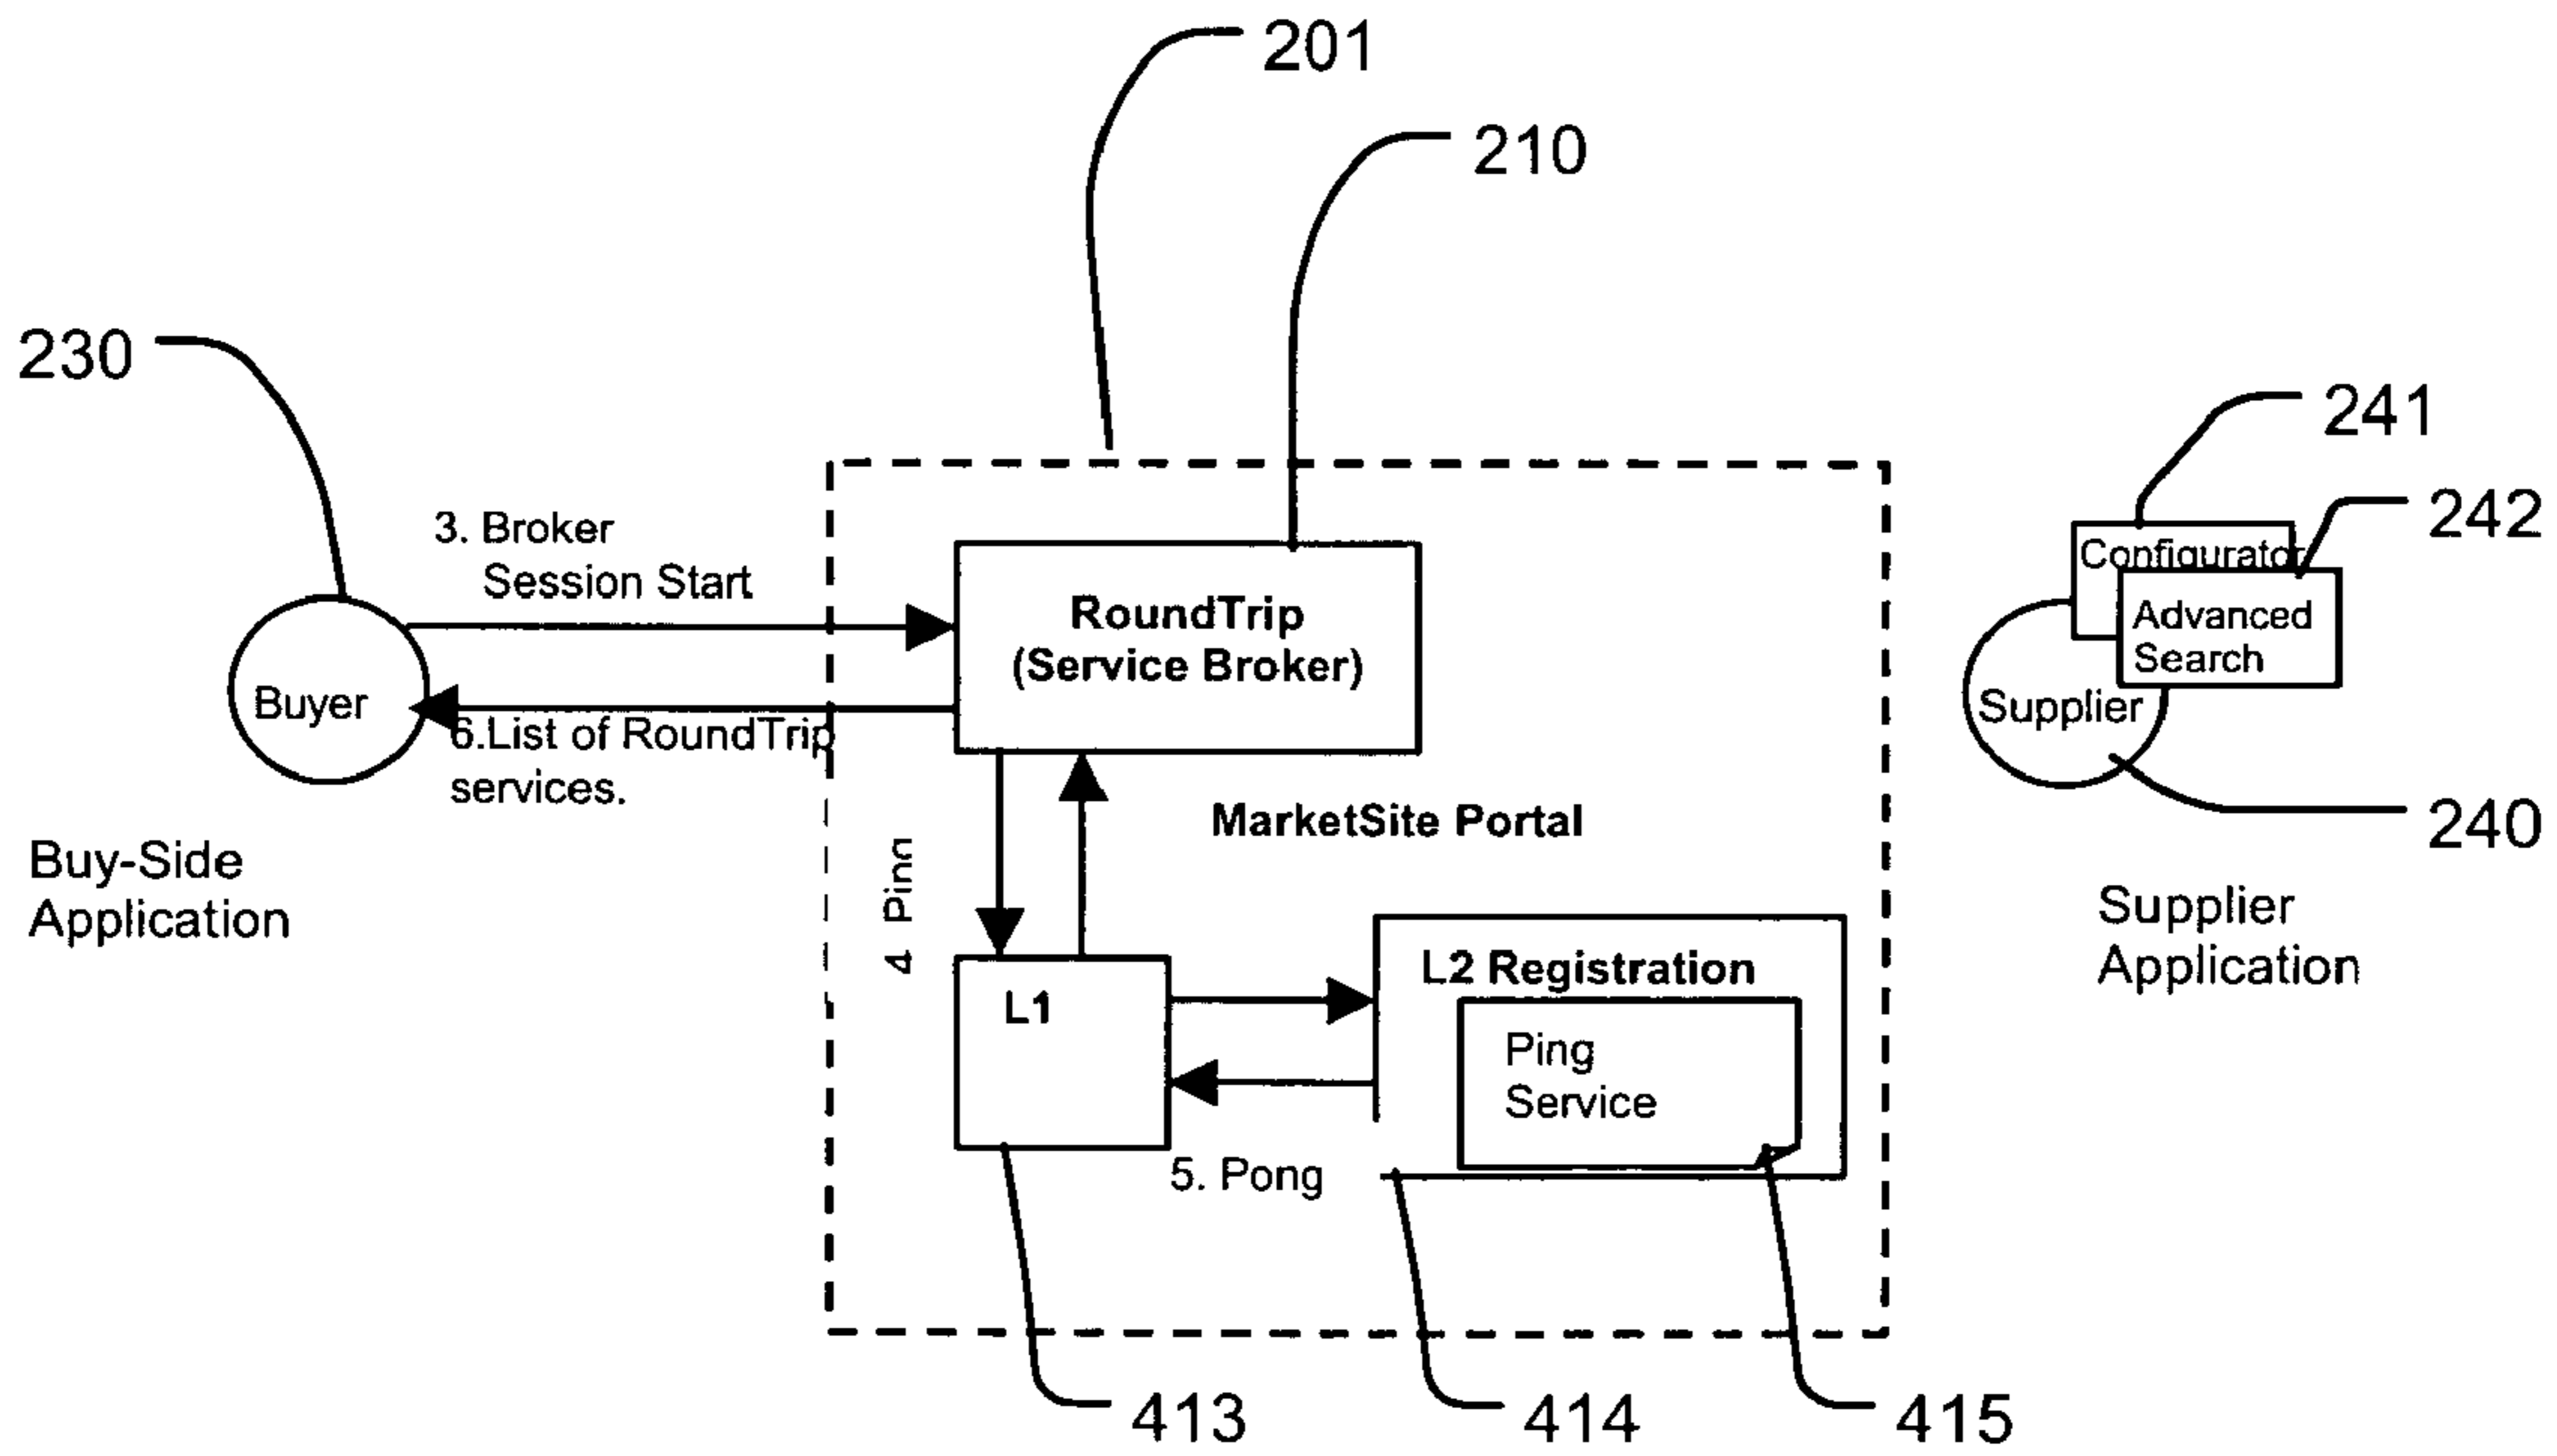 201
210
230
241
242
3. Broker
Session Start
Configurator
RoundTrip
(Service Broker)
Advanced
Search
Buyer
Supplier
6.List of RoundTrip
services.
MarketSite Portal
240
Buy-Side
Application
4 Ping
Supplier
Application
L1
L2 Registration
Ping
Service
5. Pong
413
414
415